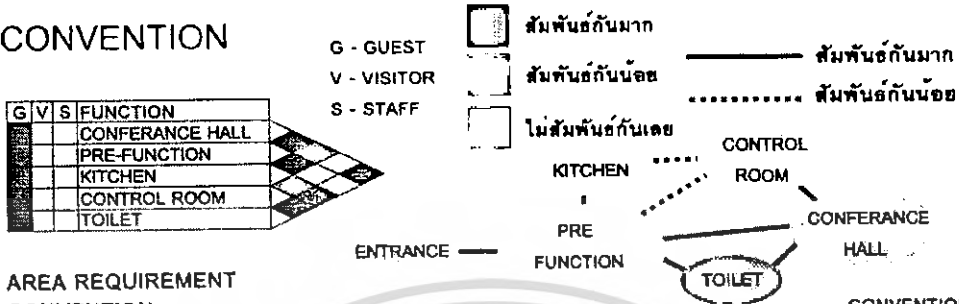 CONVENTION
G - GUEST
V - VISITOR
S - STAFF
สัมพันธ์กันมาก
สัมพันธ์กันน้อย
ไม่สัมพันธ์กันเลย
สัมพันธ์กันมาก
สัมพันธ์กันน้อย
G V S FUNCTION
CONFERANCE HALL
PRE-FUNCTION
KITCHEN
CONTROL ROOM
TOILET
KITCHEN
CONTROL
ROOM
ENTRANCE
PRE
FUNCTION
CONFERANCE
HALL
TOILET
AREA REQUIREMENT